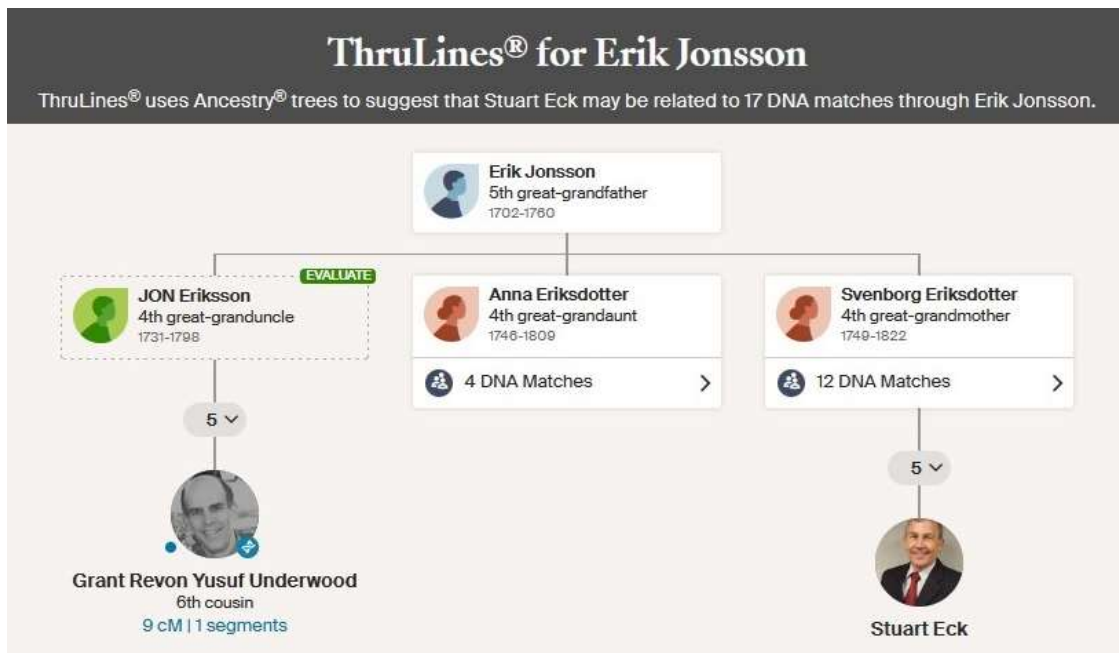 ThruLines® for Erik Jonsson
ThruLines® uses Ancestry® trees to suggest that Stuart Eck may be related to 17 DNA matches through Erik Jonsson.
Erik Jonsson
5th great-grandfather
1702-1760
EVALUATE
JON Eriksson
4th great-granduncle
1731-1798
Anna Eriksdotter
4th great-grandaunt
1746-1809
4 DNA Matches
Svenborg Eriksdotter
4th great-grandmother
1749-1822
12 DNA Matches
5
5
Grant Revon Yusuf Underwood
6th cousin
9 cM | 1 segments
Stuart Eck